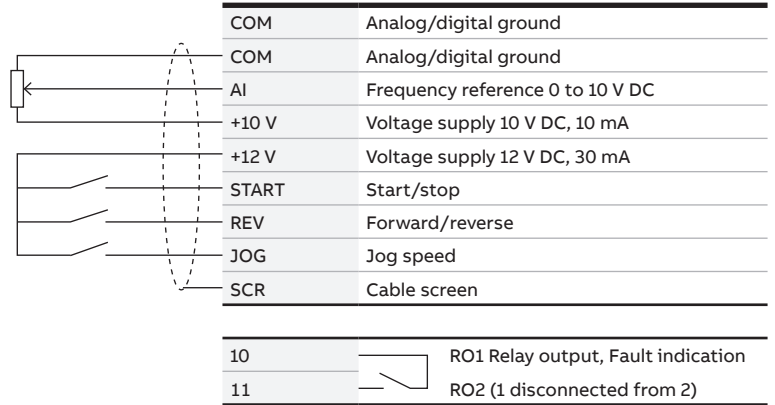 COM Analog/digital ground
COM Analog/digital ground
AI Frequency reference 0 to 10 V DC
+10 V Voltage supply 10 V DC, 10 mA
+12 V Voltage supply 12 V DC, 30 mA
START Start/stop
REV Forward/reverse
JOG Jog speed
SCR Cable screen
10 RO1 Relay output, Fault indication
11 RO2 (1 disconnected from 2)